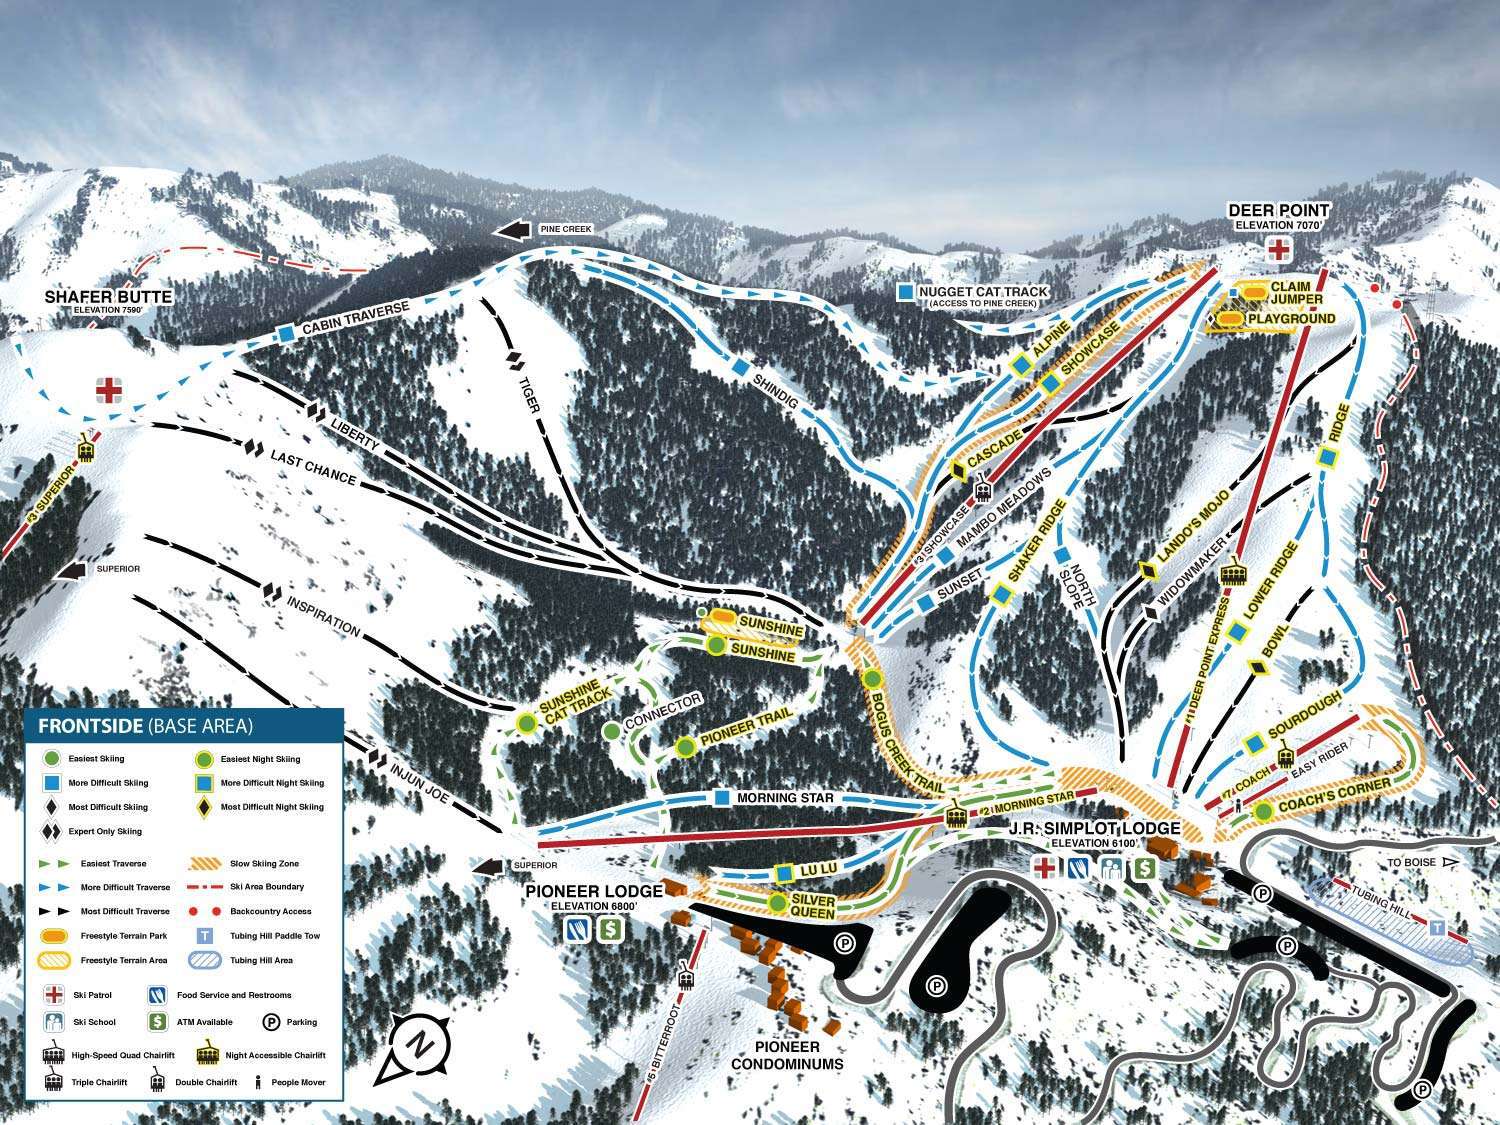 PINE CREEK
DEER POINT
ELEVATION 7070'
SHAFER BUTTE
ELEVATION 7590'
NUGGET CAT TRACK
(ACCESS TO PINE CREEK)
CLAIM
JUMPER
PLAYGROUND
CABIN TRAVERSE
ALPINE
SHOWCASE
SHINDIG
TIGER
LIBERTY
LAST CHANCE
CASCADE
RIDGE
#3 SUPERIOR
SUPERIOR
#3 SHOWCASE
MAMBO MEADOWS
SHAKER RIDGE
SUNSET
NORTH
SLOPE
LANDO'S MOJO
WIDOWMAKER
LOWER RIDGE
BOWL
#1 DEER POINT EXPRESS
INSPIRATION
SUNSHINE
SUNSHINE
SUNSHINE
CAT TRACK
CONNECTOR
PIONEER TRAIL
BOGUS CREEK TRAIL
SOURDOUGH
#7 COACH
EASY RIDER
COACH'S CORNER
INJUN JOE
MORNING STAR
#2 MORNING STAR
J.R. SIMPLOT LODGE
ELEVATION 6100'
SUPERIOR
LU LU
PIONEER LODGE
ELEVATION 6800'
SILVER
QUEEN
TO BOISE
TUBING HILL
T
P
P
P
P
P
#5 BITTERROOT
PIONEER
CONDOMINIUMS
N
FRONTSIDE (BASE AREA)
Easiest Skiing
Easiest Night Skiing
More Difficult Skiing
More Difficult Night Skiing
Most Difficult Skiing
Most Difficult Night Skiing
Expert Only Skiing
Easiest Traverse
Slow Skiing Zone
More Difficult Traverse
Ski Area Boundary
Most Difficult Traverse
Backcountry Access
Freestyle Terrain Park
T Tubing Hill Paddle Tow
Freestyle Terrain Area
Tubing Hill Area
Ski Patrol
Food Service and Restrooms
Ski School
$ ATM Available
P Parking
High-Speed Quad Chairlift
Night Accessible Chairlift
Triple Chairlift
Double Chairlift
People Mover